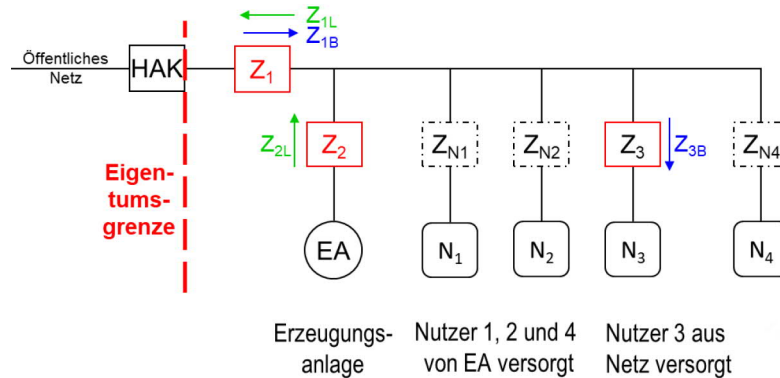 Z1L
Z1B
Öffentliches
Netz
HAK
Z1
Z2L
Z2
ZN1
ZN2
Z3
Z3B
ZN4
Eigen-
tums-
grenze
EA
N1
N2
N3
N4
Erzeugungs-
anlage
Nutzer 1, 2 und 4
von EA versorgt
Nutzer 3 aus
Netz versorgt